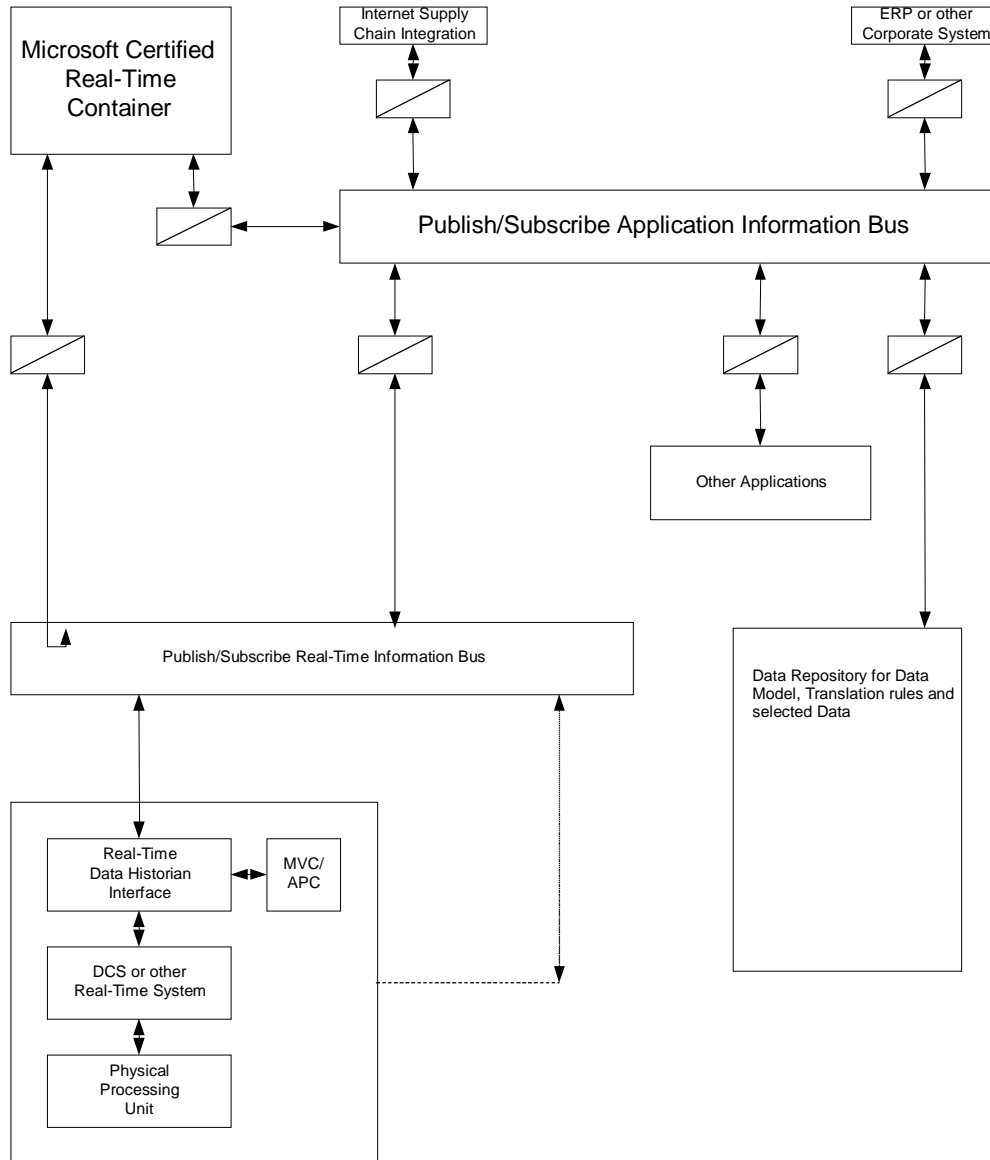 Microsoft Certified
Real-Time
Container
Internet Supply
Chain Integration
ERP or other
Corporate System
Publish/Subscribe Application Information Bus
Other Applications
Publish/Subscribe Real-Time Information Bus
Data Repository for Data
Model, Translation rules and
selected Data
Real-Time
Data Historian
Interface
MVC/
APC
DCS or other
Real-Time System
Physical
Processing
Unit